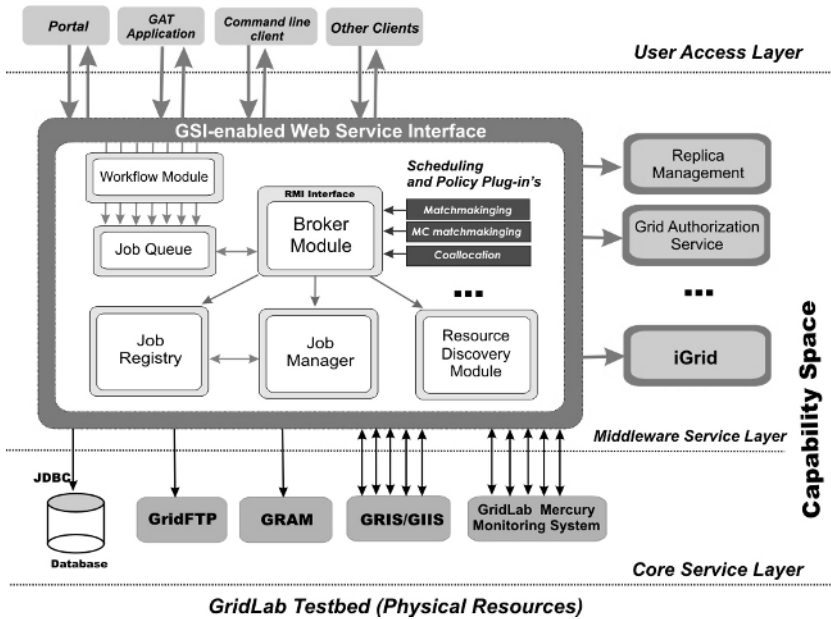 Portal
GAT
Application
Command line
client
Other Clients
User Access Layer
GSI-enabled Web Service Interface
Workflow Module
Scheduling
and Policy Plug-in's
RMI Interface
Broker
Module
Matchmakinging
MC matchmakinging
Coallocation
Job Queue
...
Job
Registry
Job
Manager
Resource
Discovery
Module
Replica
Management
Grid Authorization
Service
...
iGrid
Capability Space
Middleware Service Layer
JDBC
Database
GridFTP
GRAM
GRIS/GIIS
GridLab Mercury
Monitoring System
Core Service Layer
GridLab Testbed (Physical Resources)